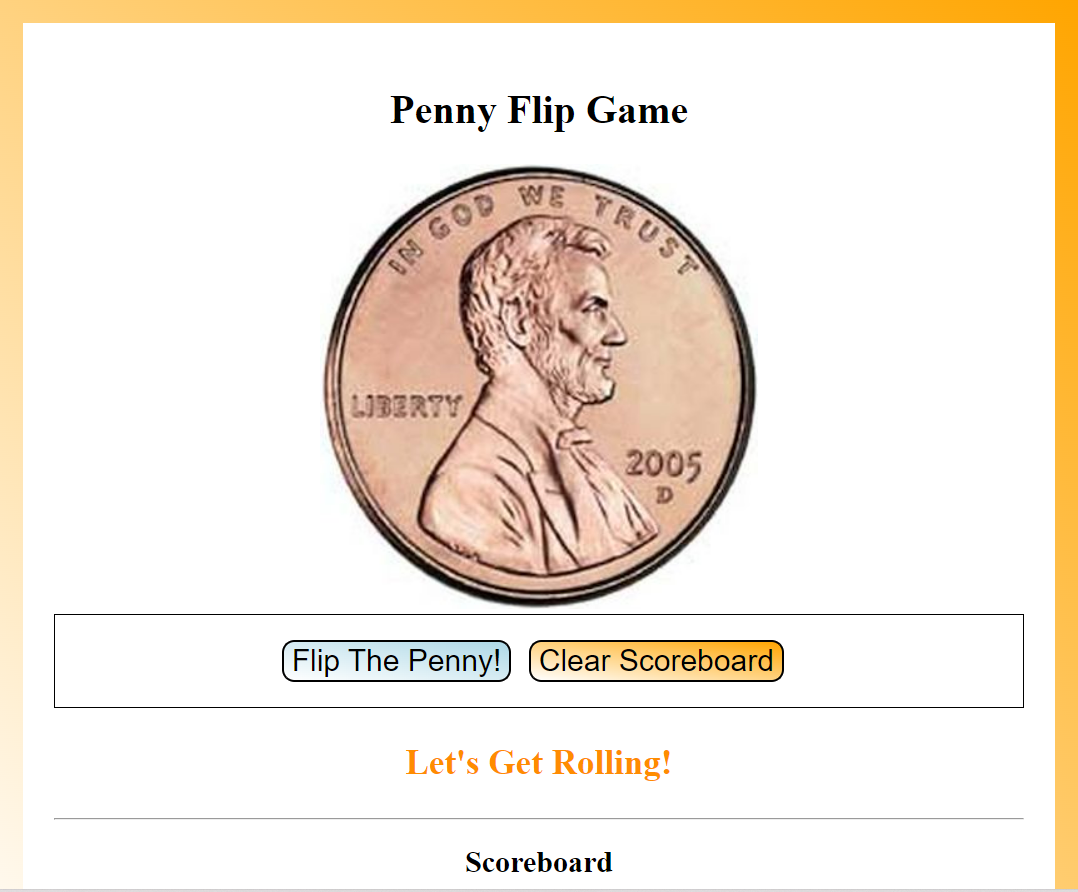 Penny Flip Game
IN GOD WE TRUST
LIBERTY
2005
D
Flip The Penny! Clear Scoreboard
Let's Get Rolling!
Scoreboard